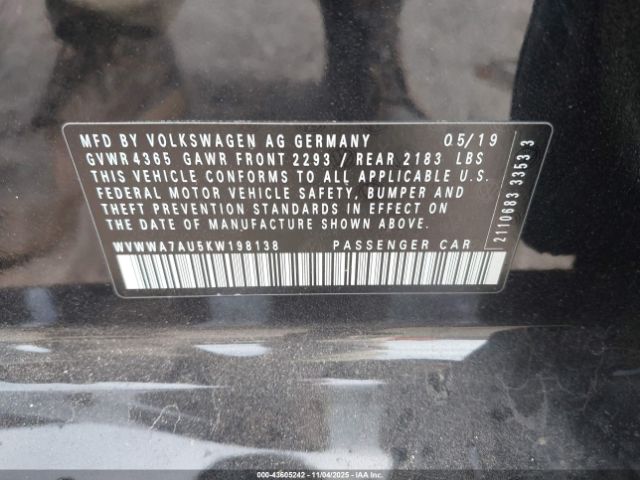 MFD BY VOLKSWAGEN AG GERMANY 05/19
GVWR 4365 GAWR FRONT 2293 / REAR 2183 LBS
THIS VEHICLE CONFORMS TO ALL APPLICABLE U.S.
FEDERAL MOTOR VEHICLE SAFETY, BUMPER AND
THEFT PREVENTION STANDARDS IN EFFECT ON
THE DATE OF MANUFACTURE SHOWN ABOVE.
WVWWA7AU5KW198138 PASSENGER CAR
2110683 3353 3
000-43605242 - 11/04/2025 - IAA Inc.